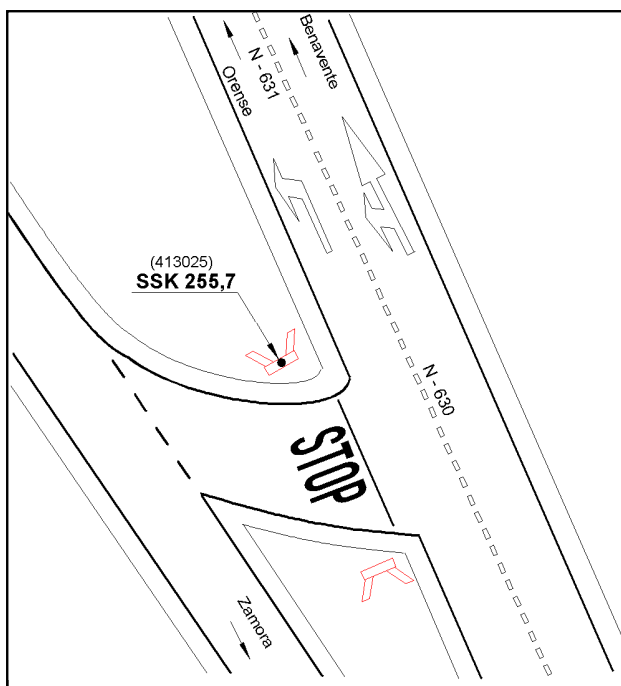 Benavente
N - 631
Orense
(413025)
SSK 255,7
N - 630
STOP
Zamora